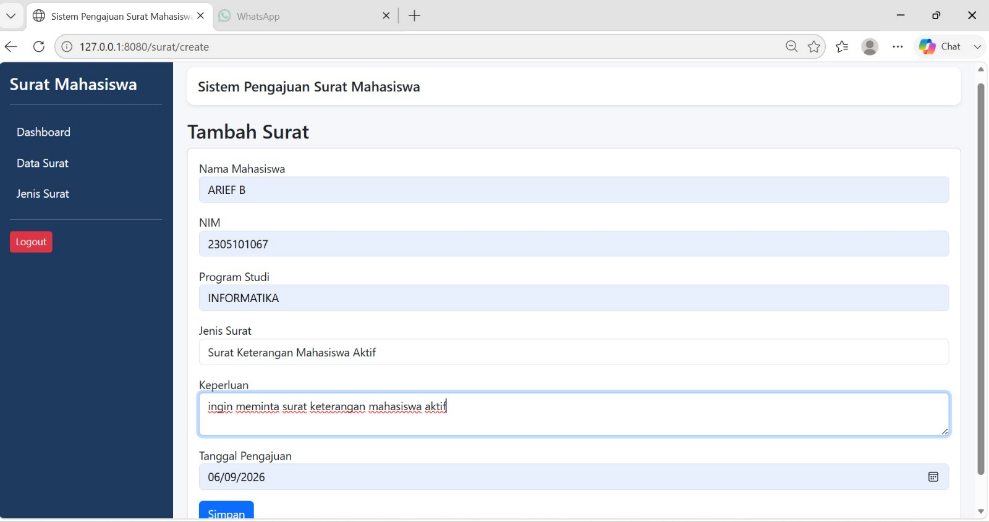 Sistem Pengajuan Surat Mahasisw
WhatsApp
127.0.0.1:8080/surat/create
Chat
Surat Mahasiswa
Dashboard
Data Surat
Jenis Surat
Logout
Sistem Pengajuan Surat Mahasiswa
Tambah Surat
Nama Mahasiswa
ARIEF B
NIM
2305101067
Program Studi
INFORMATIKA
Jenis Surat
Surat Keterangan Mahasiswa Aktif
Keperluan
ingin meminta surat keterangan mahasiswa aktif
Tanggal Pengajuan
06/09/2026
Simpan